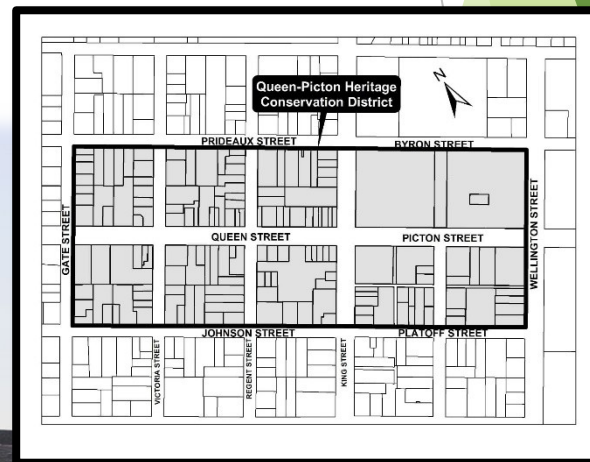 N
Queen-Picton Heritage
Conservation District
PRIDEAUX STREET
BYRON STREET
GATE STREET
QUEEN STREET
PICTON STREET
WELLINGTON STREET
JOHNSON STREET
PLATOFF STREET
VICTORIA STREET
REGENT STREET
KING STREET